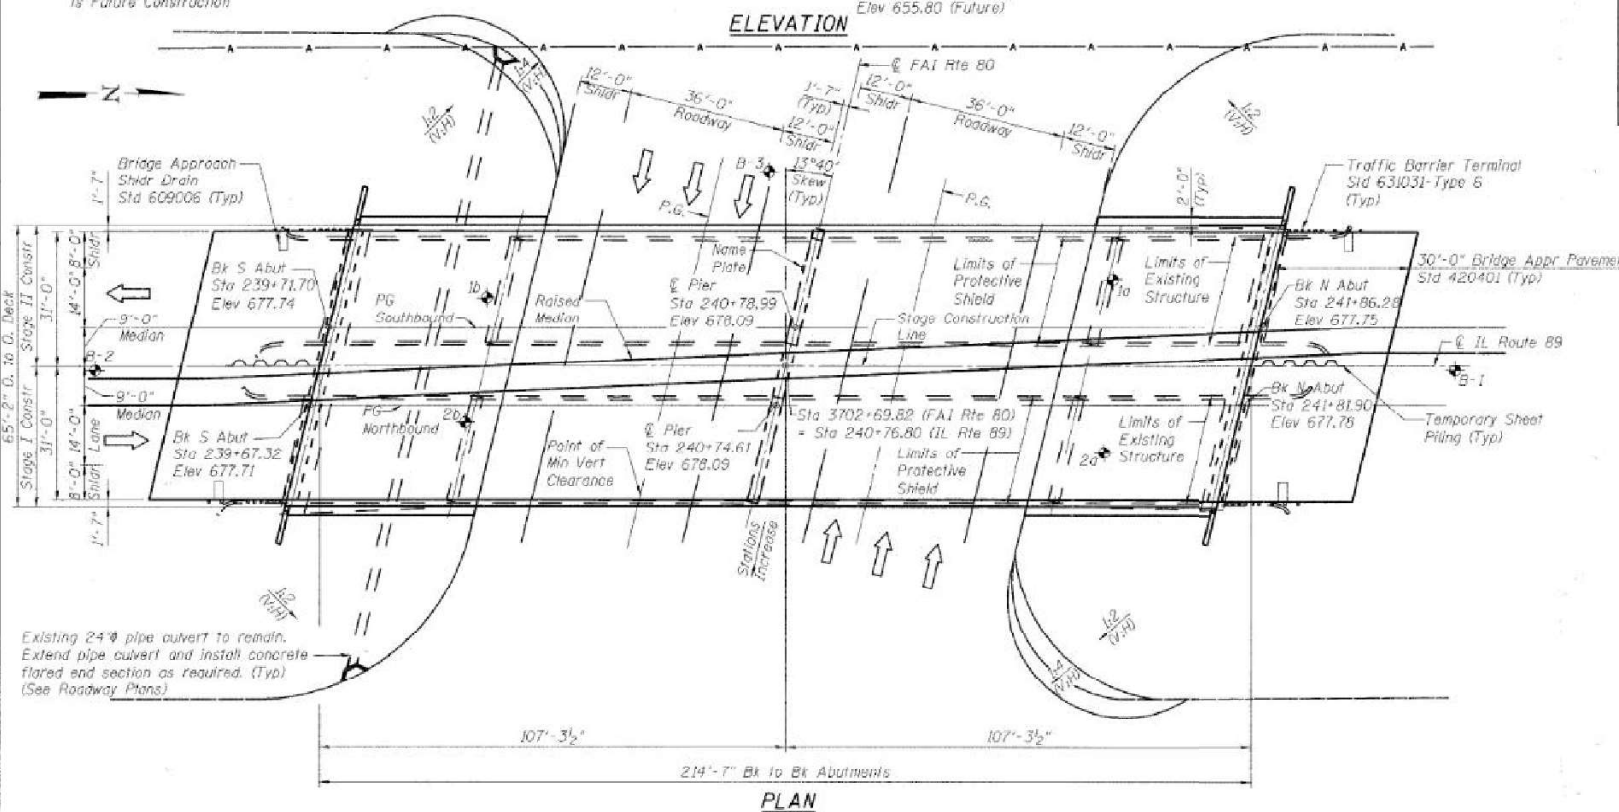 is Future Construction
Elev 655.80 (Future)
ELEVATION
A A A A A A A A A A A A A A A A
N
℄ FAI Rte 80
12'-0"
Shldr
36'-0"
Roadway
1'-7"
(Typ)
12'-0"
Shldr
12'-0"
Shldr
36'-0"
Roadway
12'-0"
Shldr
1:4
(V:H)
1:2
(V:H)
1:2
(V:H)
Bridge Approach
Shldr Drain
Std 609006 (Typ)
B-3
13°40'
Skew
(Typ)
P.G.
P.G.
2'-0"
(Typ)
Traffic Barrier Terminal
Std 631031-Type 6
(Typ)
1'-7"
8'-0"
Shldr
14'-0"
31'-0"
Stage II Constr
65'-2" O. to O. Deck
Bk S Abut
Sta 239+71.70
Elev 677.74
PG
Southbound
1b
Raised
Median
Name
Plate
℄ Pier
Sta 240+78.99
Elev 678.09
Stage Construction
Line
Limits of
Protective
Shield
1a
Limits of
Existing
Structure
30'-0" Bridge Appr Paveme
Std 420401 (Typ)
Bk N Abut
Sta 241+86.28
Elev 677.75
9'-0"
Median
B-2
℄ IL Route 89
B-1
9'-0"
Median
14'-0"
Lane
8'-0"
Shldr
31'-0"
Stage I Constr
1'-7"
Bk S Abut
Sta 239+67.32
Elev 677.71
PG
Northbound
2b
Point of
Min Vert
Clearance
℄ Pier
Sta 240+74.61
Elev 678.09
Sta 3702+69.82 (FAI Rte 80)
= Sta 240+76.80 (IL Rte 89)
Limits of
Protective
Shield
2a
Limits of
Existing
Structure
Bk N Abut
Sta 241+81.90
Elev 677.78
Temporary Sheet
Piling (Typ)
Stations
Increase
1:2
(V:H)
1:2
(V:H)
1:4
(V:H)
Existing 24"ϕ pipe culvert to remain.
Extend pipe culvert and install concrete
flared end section as required. (Typ)
(See Roadway Plans)
107'-3½"
107'-3½"
214'-7" Bk to Bk Abutments
PLAN